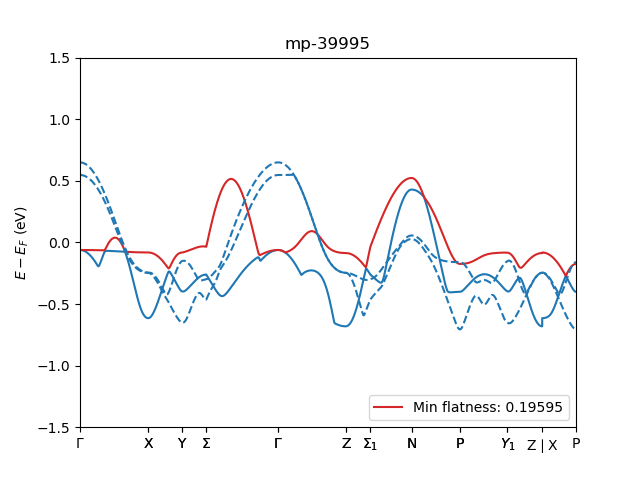 mp-39995
E − E_F (eV)
1.5
1.0
0.5
0.0
−0.5
−1.0
−1.5
Min flatness: 0.19595
Γ X Y Σ Γ Z Σ₁ N P Y₁ Z | X P